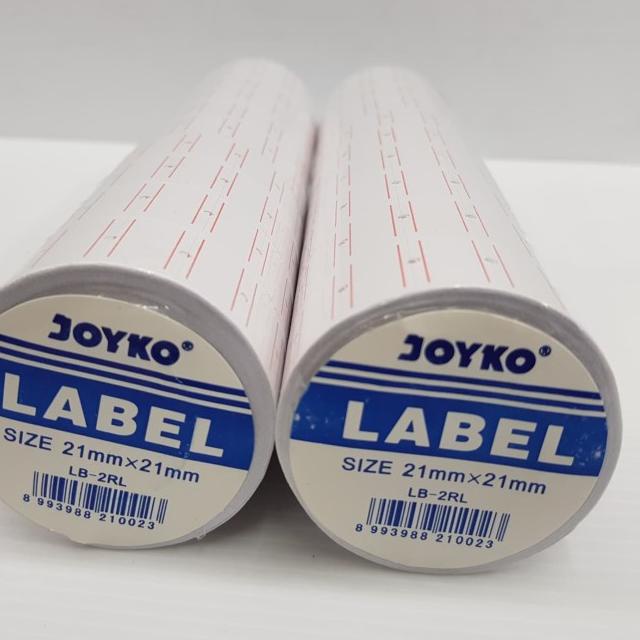 JOYKO®
LABEL
SIZE 21mm×21mm
LB-2RL
8 993988 210023
JOYKO®
LABEL
SIZE 21mm×21mm
LB-2RL
8 993988 210023